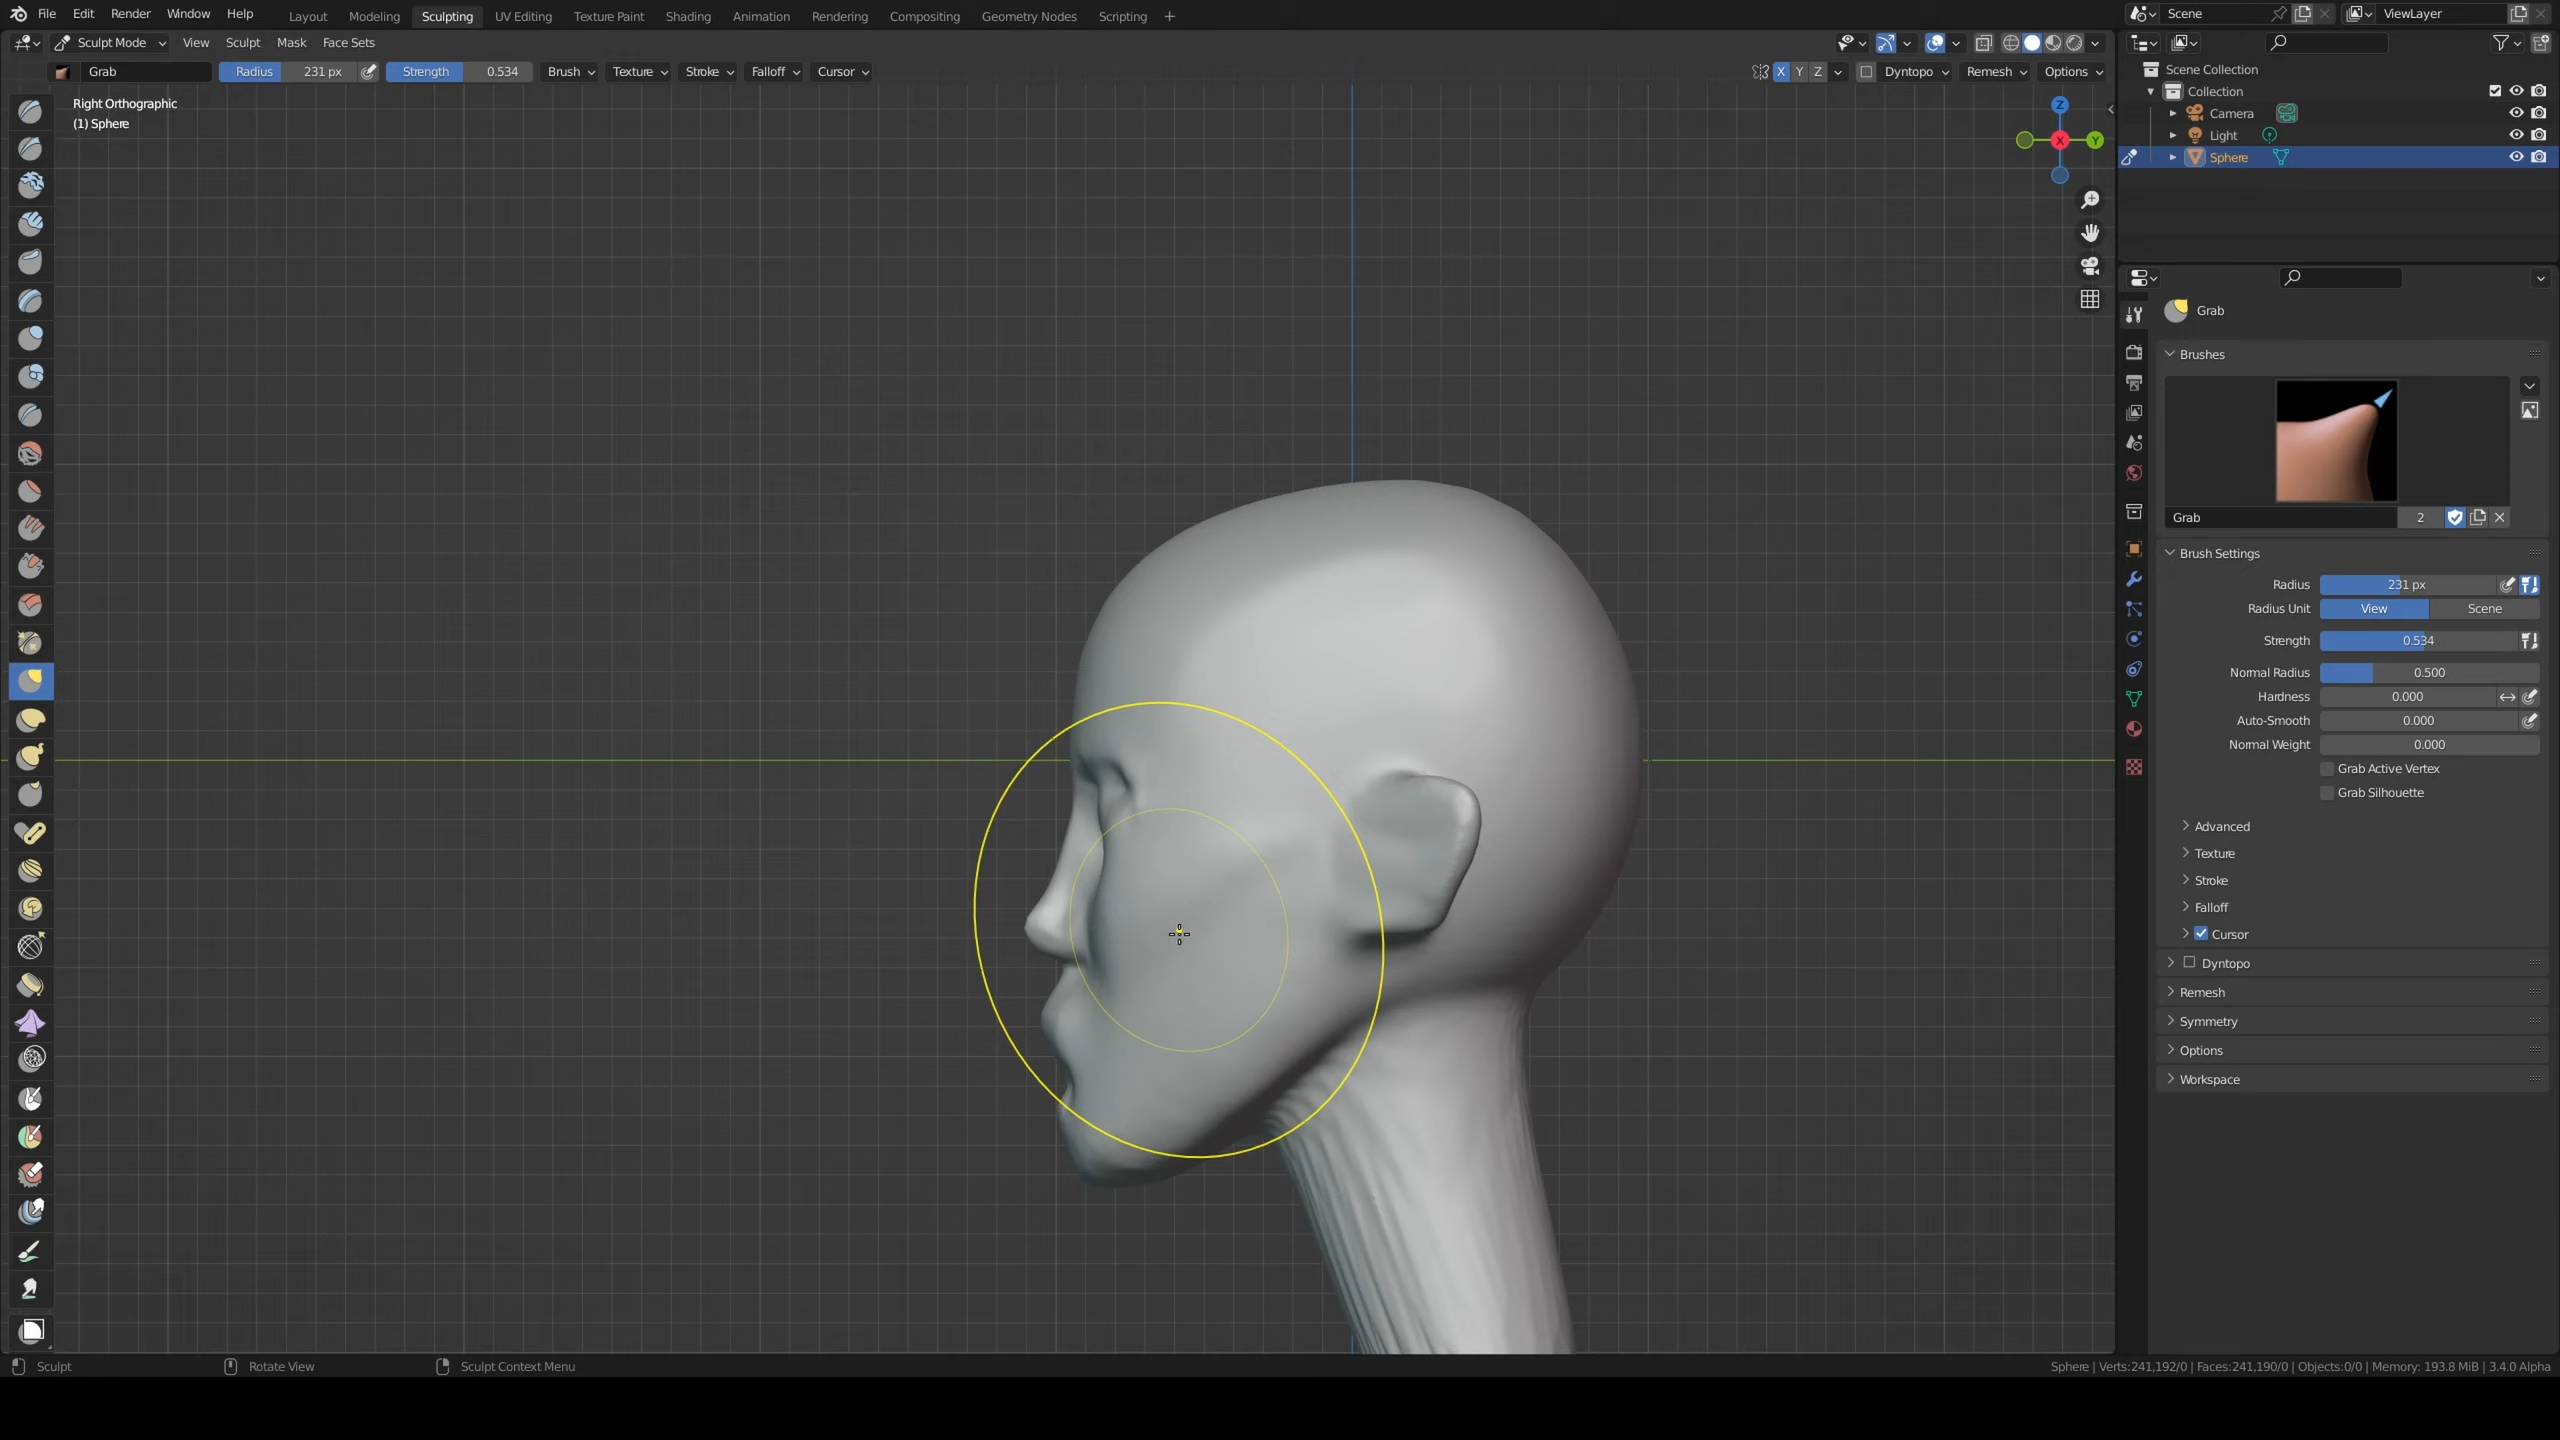 File Edit Render Window Help Layout Modeling Sculpting UV Editing Texture Paint Shading Animation Rendering Compositing Geometry Nodes Scripting + Scene ViewLayer
Sculpt Mode View Sculpt Mask Face Sets
Grab Radius 231 px Strength 0.534 Brush Texture Stroke Falloff Cursor X Y Z Dyntopo Remesh Options
Right Orthographic
(1) Sphere
Z
X
Y
Scene Collection
Collection
Camera
Light
Sphere
Grab
Brushes
Grab 2
Brush Settings
Radius 231 px
Radius Unit View Scene
Strength 0.534
Normal Radius 0.500
Hardness 0.000
Auto-Smooth 0.000
Normal Weight 0.000
Grab Active Vertex
Grab Silhouette
Advanced
Texture
Stroke
Falloff
Cursor
Dyntopo
Remesh
Symmetry
Options
Workspace
Sculpt Rotate View Sculpt Context Menu Sphere | Verts:241,192/0 | Faces:241,190/0 | Objects:0/0 | Memory: 193.8 MiB | 3.4.0 Alpha